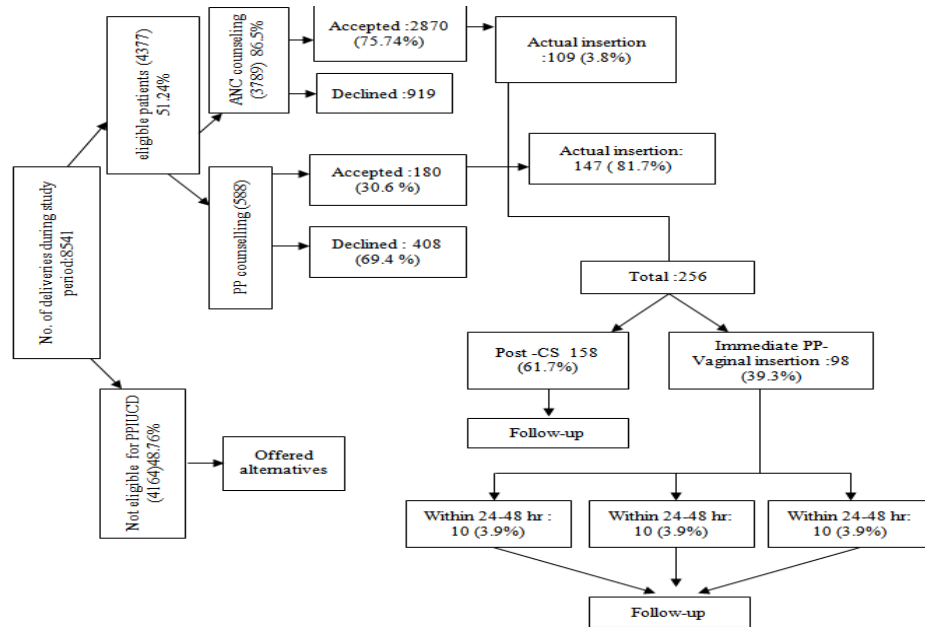 No. of deliveries during study
period:8541
eligible patients (4377)
51.24%
ANC counseling
(3789) 86.5%
Accepted :2870
(75.74%)
Actual insertion
:109 (3.8%)
Declined :919
PP counselling (588)
Accepted :180
(30.6 %)
Actual insertion:
147 ( 81.7%)
Declined : 408
(69.4 %)
Total :256
Post -CS 158
(61.7%)
Immediate PP-
Vaginal insertion :98
(39.3%)
Follow-up
Not eligible for PPIUCD
(4164)48.76%
Offered
alternatives
Within 24-48 hr :
10 (3.9%)
Within 24-48 hr:
10 (3.9%)
Within 24-48 hr:
10 (3.9%)
Follow-up